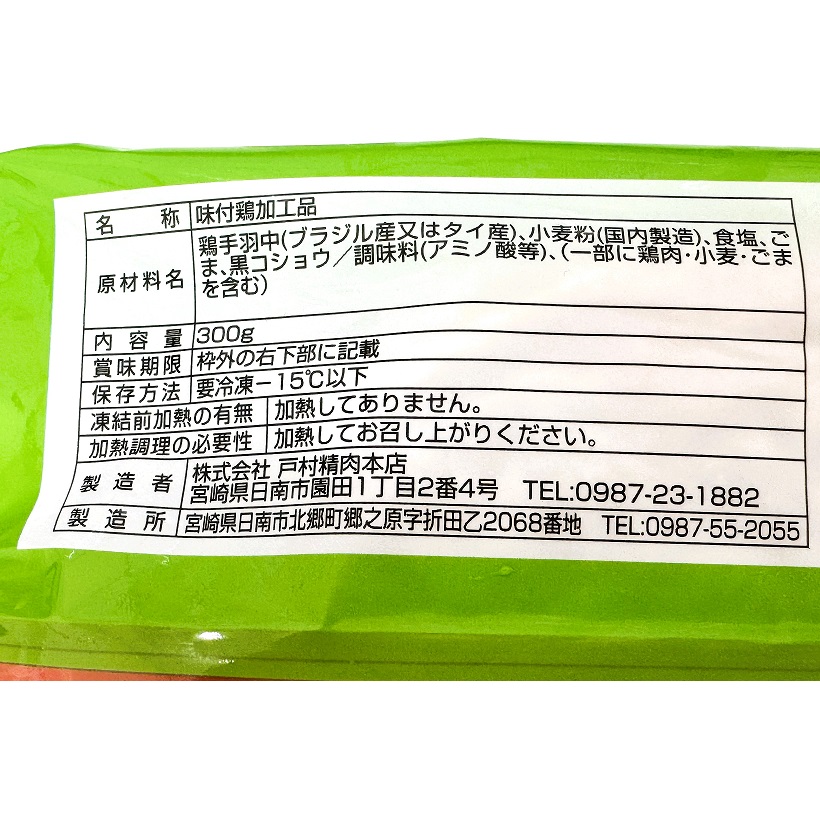 名称 味付鶏加工品
原材料名 鶏手羽中(ブラジル産又はタイ産)､小麦粉(国内製造)､食塩､ご
ま､黒コショウ／調味料(アミノ酸等)､(一部に鶏肉・小麦・ごま
を含む)
内容量 300g
賞味期限 枠外の右下部に記載
保存方法 要冷凍－15℃以下
凍結前加熱の有無 加熱してありません。
加熱調理の必要性 加熱してお召し上がりください。
製造者 株式会社 戸村精肉本店
宮崎県日南市園田1丁目2番4号 TEL:0987-23-1882
製造所 宮崎県日南市北郷町郷之原字折田乙2068番地 TEL:0987-55-2055